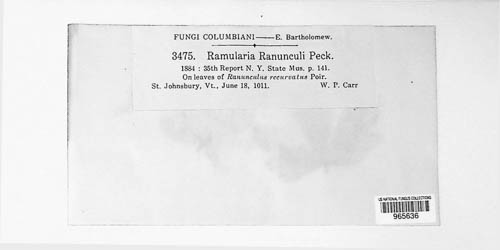 FUNGI COLUMBIANI — E. Bartholomew.
3475. Ramularia Ranunculi Peck.
1884 : 35th Report N. Y. State Mus. p. 141.
On leaves of Ranunculus recurvatus Poir.
St. Johnsbury, Vt., June 18, 1011. W. P. Carr
US NATIONAL FUNGUS COLLECTIONS
965636